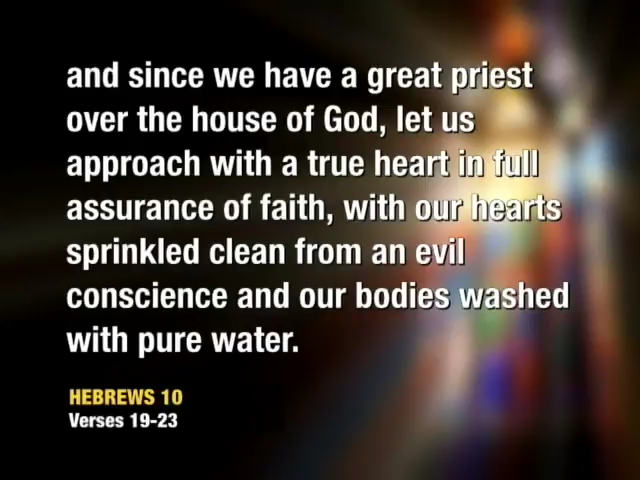 and since we have a great priest
over the house of God, let us
approach with a true heart in full
assurance of faith, with our hearts
sprinkled clean from an evil
conscience and our bodies washed
with pure water.
HEBREWS 10
Verses 19-23